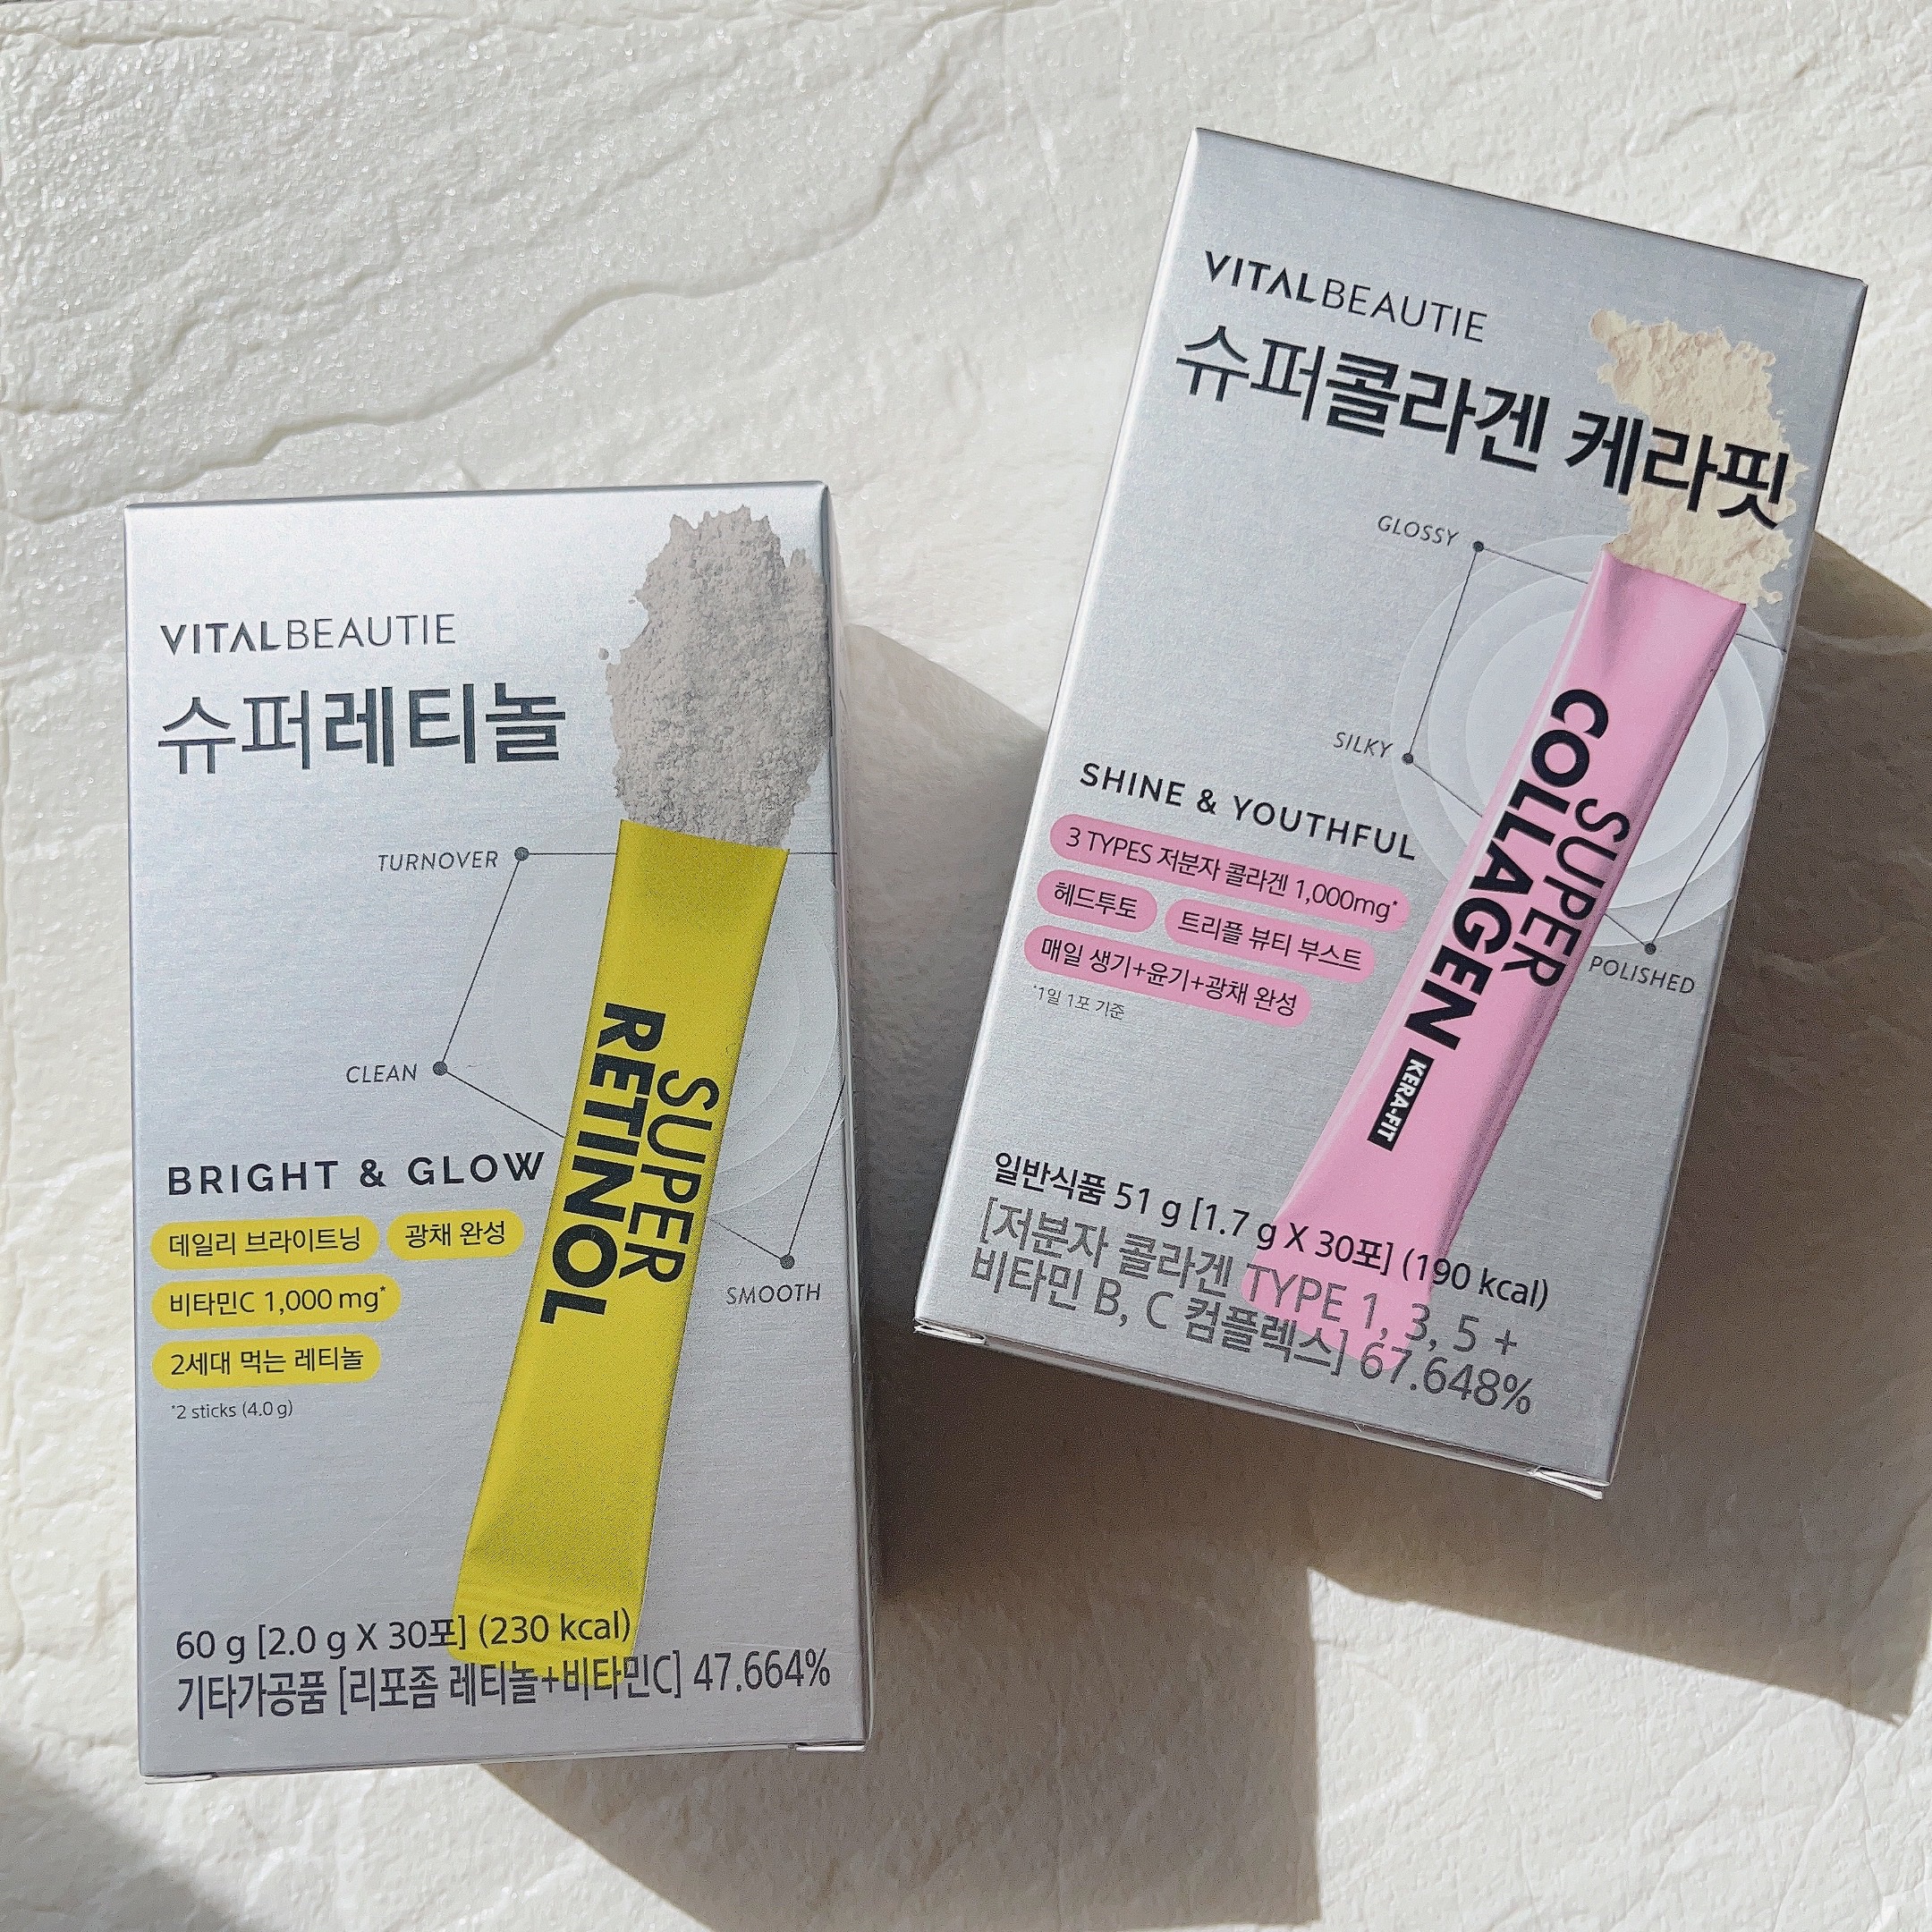 VITALBEAUTIE
슈퍼레티놀
TURNOVER
CLEAN
SMOOTH
BRIGHT & GLOW
데일리 브라이트닝 광채 완성
비타민C 1,000 mg*
2세대 먹는 레티놀
*2 sticks (4.0 g)
SUPER
RETINOL
60 g [2.0 g X 30포] (230 kcal)
기타가공품 [리포좀 레티놀+비타민C] 47.664%
VITALBEAUTIE
슈퍼콜라겐 케라핏
GLOSSY
SILKY
POLISHED
SHINE & YOUTHFUL
3 TYPES 저분자 콜라겐 1,000mg*
헤드투토 트리플 뷰티 부스트
매일 생기+윤기+광채 완성
*1일 1포 기준
SUPER
COLLAGEN
KERA-FIT
일반식품 51 g [1.7 g X 30포] (190 kcal)
[저분자 콜라겐 TYPE 1, 3, 5 +
비타민 B, C 컴플렉스] 67.648%